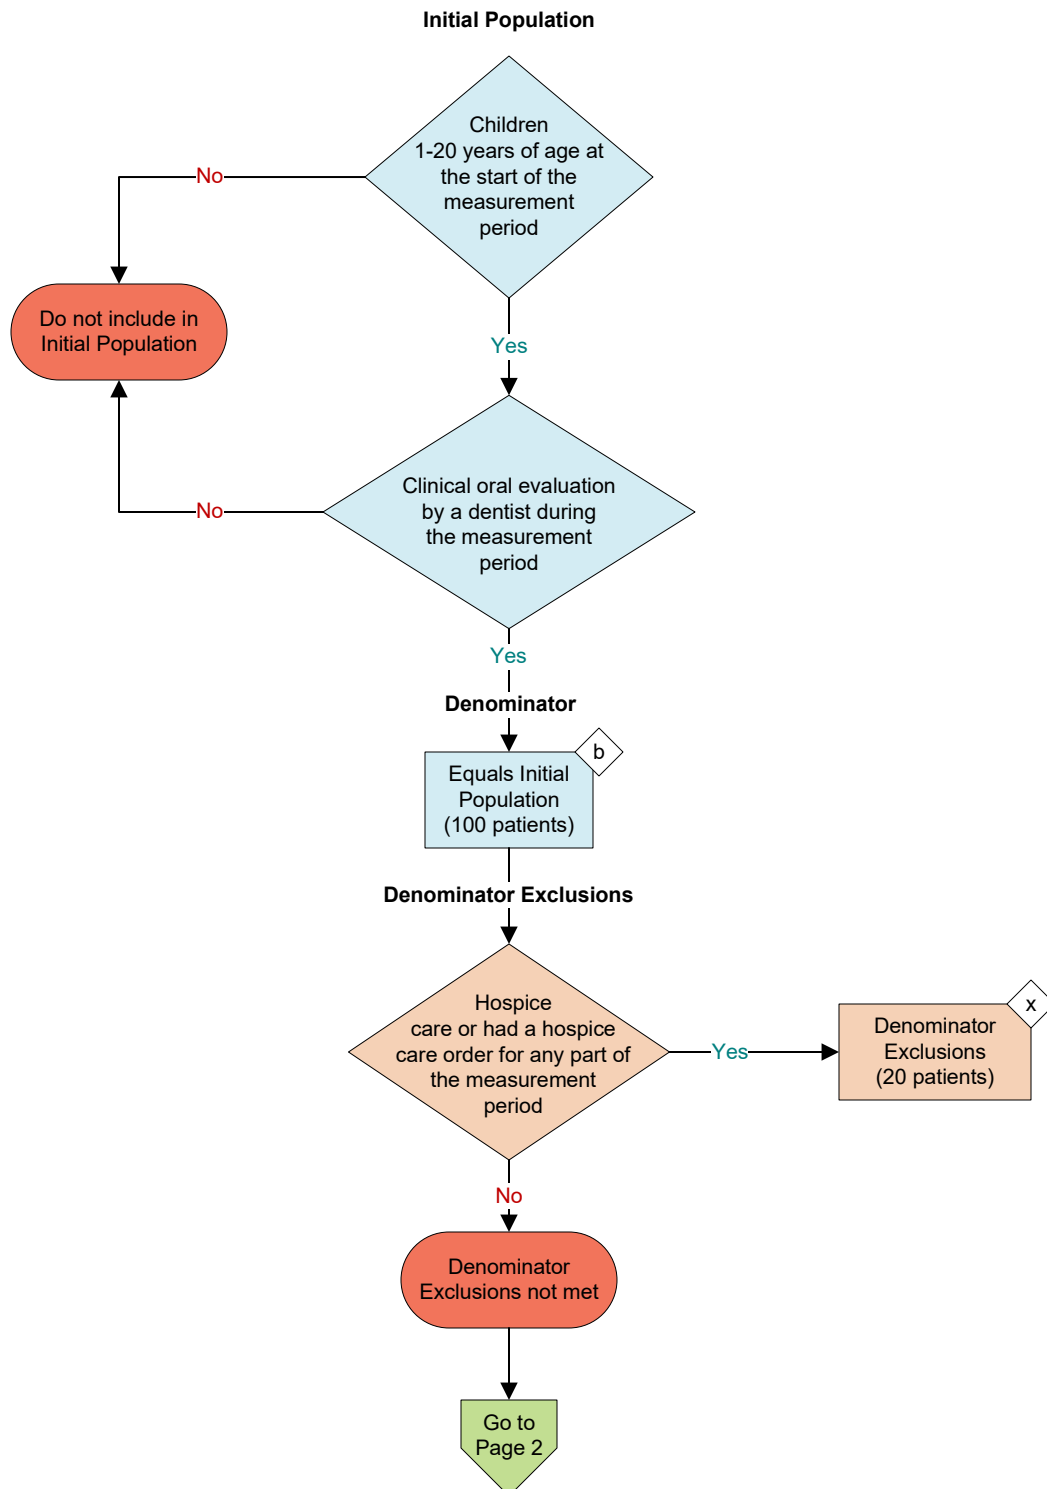 Initial Population
Children
1-20 years of age at
the start of the
measurement
period
No
Do not include in
Initial Population
Yes
Clinical oral evaluation
by a dentist during
the measurement
period
No
Yes
Denominator
b
Equals Initial
Population
(100 patients)
Denominator Exclusions
Hospice
care or had a hospice
care order for any part of
the measurement
period
Yes
x
Denominator
Exclusions
(20 patients)
No
Denominator
Exclusions not met
Go to
Page 2